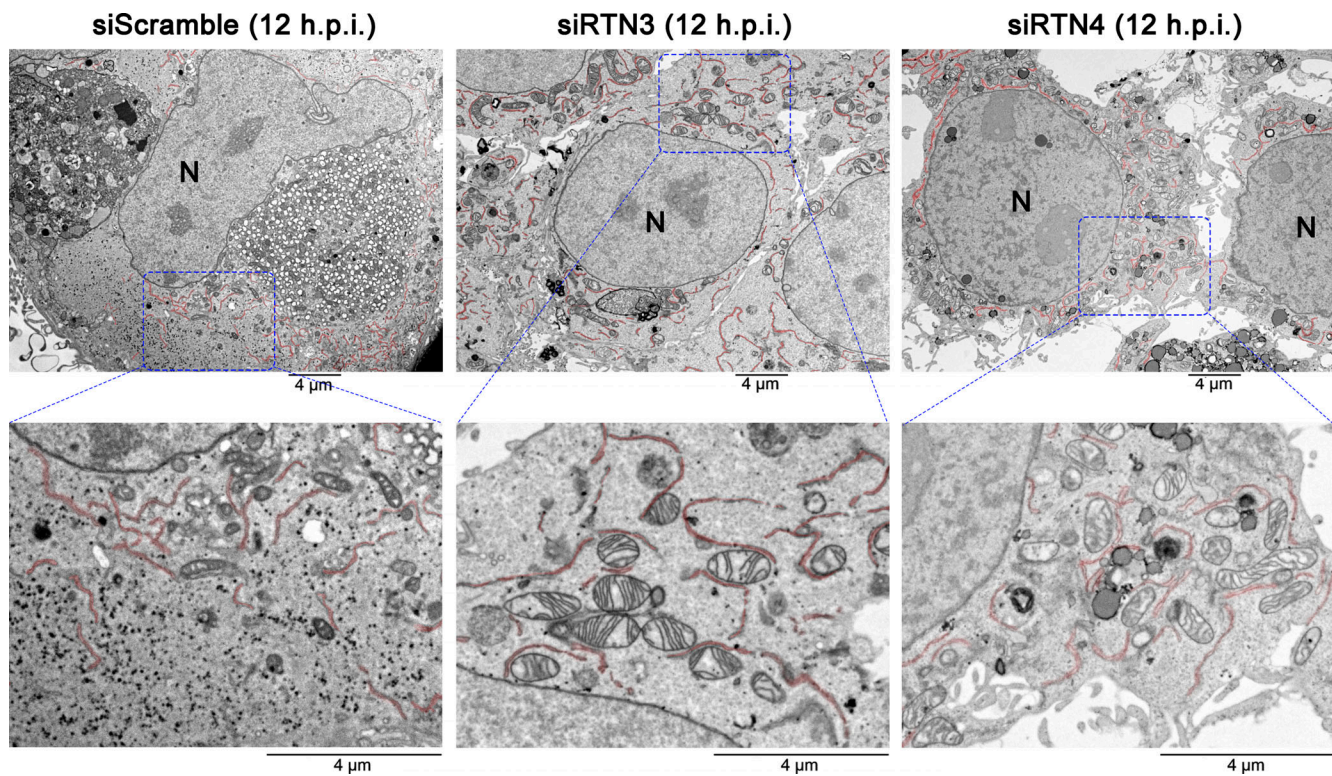 siScramble (12 h.p.i.) siRTN3 (12 h.p.i.) siRTN4 (12 h.p.i.)
N N N N
4 µm 4 µm 4 µm
4 µm 4 µm 4 µm